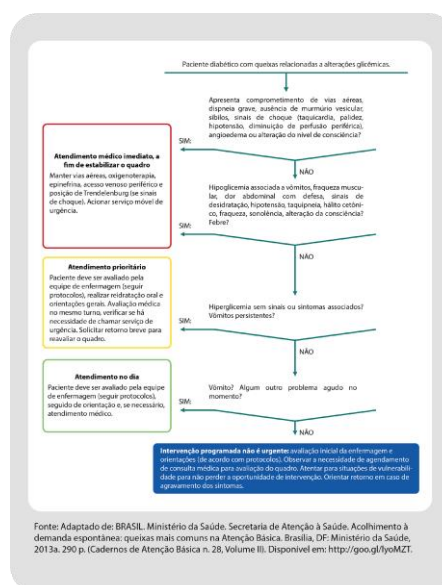 Paciente diabético com queixas relacionadas a alterações glicêmicas.
Apresenta comprometimento de vias aéreas,
dispneia grave, ausência de murmúrio vesicular,
sibilos, sinais de choque (taquicardia, palidez,
hipotensão, diminuição de perfusão periférica),
angioedema ou alteração do nível de consciência?
SIM:
Atendimento médico imediato, a
fim de estabilizar o quadro
Manter vias aéreas, oxigenoterapia,
epinefrina, acesso venoso periférico e
posição de Trendelenburg (se sinais
de choque). Acionar serviço móvel de
urgência.
NÃO
Hipoglicemia associada a vômitos, fraqueza muscu-
lar, dor abdominal com defesa, sinais de
desidratação, hipotensão, taquipneia, hálito cetôni-
co, fraqueza, sonolência, alteração da consciência?
Febre?
SIM:
NÃO
Atendimento prioritário
Paciente deve ser avaliado pela
equipe de enfermagem (seguir
protocolos), realizar reidratação oral e
orientações gerais. Avaliação médica
no mesmo turno, verificar se há
necessidade de chamar serviço de
urgência. Solicitar retorno breve para
reavaliar o quadro.
Hiperglicemia sem sinais ou sintomas associados?
Vômitos persistentes?
SIM:
NÃO
Atendimento no dia
Paciente deve ser avaliado pela equipe
de enfermagem (seguir protocolos),
seguido de orientação e, se necessário,
atendimento médico.
Vômito? Algum outro problema agudo no
momento?
SIM:
NÃO
Intervenção programada não é urgente: avaliação inicial da enfermagem e
orientações (de acordo com protocolos). Observar a necessidade de agendamento
de consulta médica para avaliação do quadro. Atentar para situações de vulnerabili-
dade para não perder a oportunidade de intervenção. Orientar retorno em caso de
agravamento dos sintomas.
Fonte: Adaptado de: BRASIL. Ministério da Saúde. Secretaria de Atenção à Saúde. Acolhimento à
demanda espontânea: queixas mais comuns na Atenção Básica. Brasília, DF: Ministério da Saúde,
2013a. 290 p. (Cadernos de Atenção Básica n. 28, Volume II). Disponível em: http://goo.gl/IyoMZT.